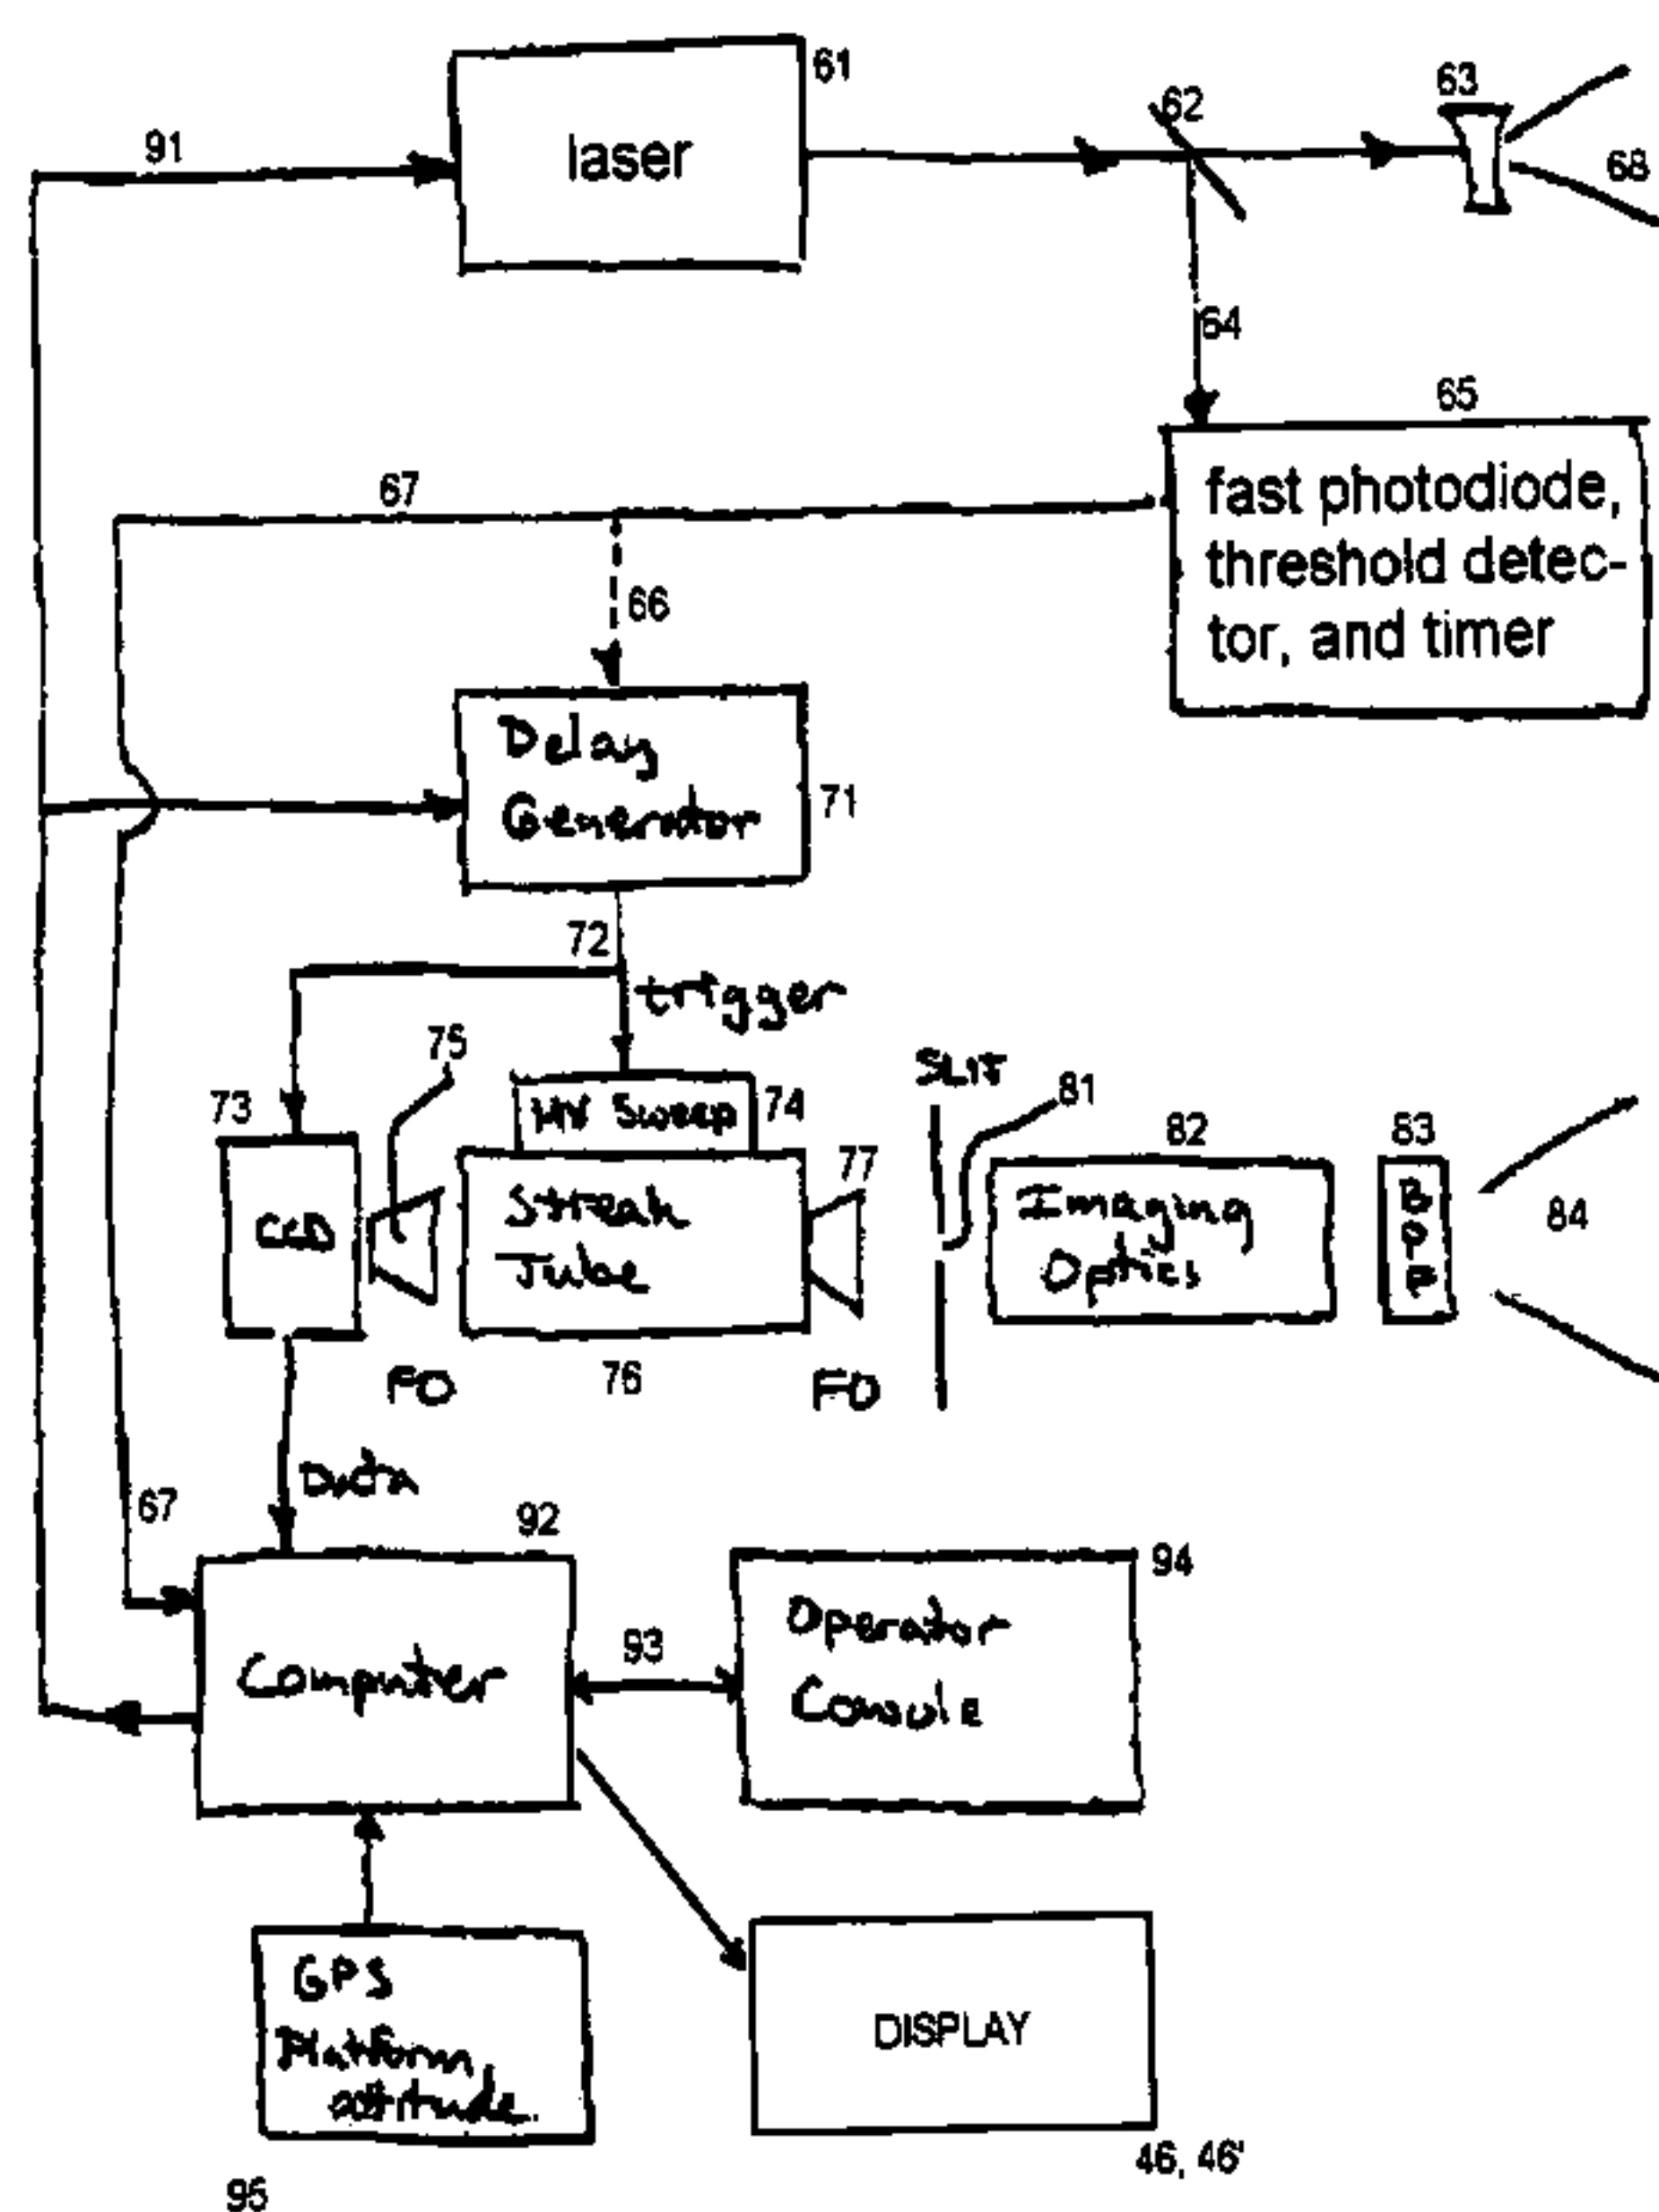 61
laser
91
62
63
68
64
65
fast photodiode,
threshold detec-
tor, and timer
67
66
Delay
Generator
71
72
trigger
75
73
HV Sweep
74
SLIT
81
77
82
83
CCD
Streak
Tube
Imaging
Optics
84
FO
76
FO
Data
67
92
94
Computer
93
Operator
Console
GPS
Platform
attitude.
DISPLAY
46, 46'
95